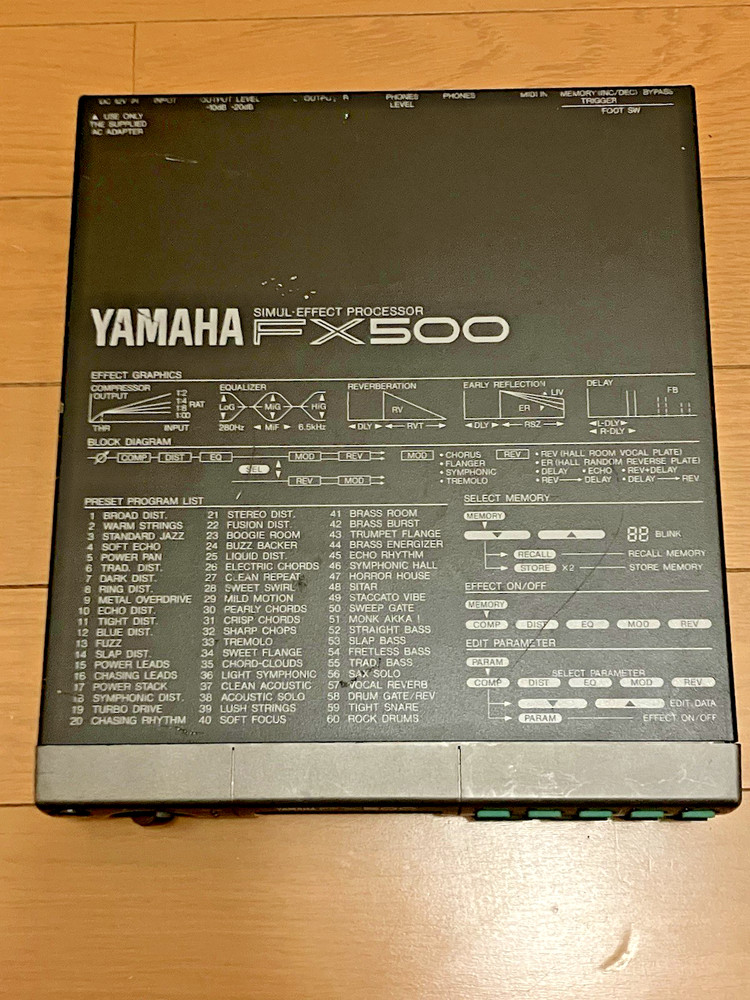 DC 12V IN INPUT OUTPUT LEVEL L OUTPUT R PHONES PHONES MIDI IN MEMORY (INC/DEC) BYPASS
-10dB -20dB LEVEL TRIGGER
FOOT SW
▲ USE ONLY
THE SUPPLIED
AC ADAPTER
SIMUL-EFFECT PROCESSOR
YAMAHA FX500
EFFECT GRAPHICS
COMPRESSOR
OUTPUT
1:2
1:4
1:8 RAT
1:00
THR INPUT
EQUALIZER
LoG MiG HiG
280Hz ◄ MiF ► 6.5kHz
REVERBERATION
RV
◄DLY► ◄ RVT ►
EARLY REFLECTION
LIV
ER
◄DLY► ◄ RSZ ►
DELAY
FB
◄L-DLY►
◄R-DLY►
BLOCK DIAGRAM
COMP DIST EQ
SEL
MOD REV
REV MOD
MOD
• CHORUS
• FLANGER
• SYMPHONIC
• TREMOLO
REV
• REV (HALL ROOM VOCAL PLATE)
• ER (HALL RANDOM REVERSE PLATE)
• DELAY • ECHO • REV+DELAY
• REV → DELAY • DELAY → REV
PRESET PROGRAM LIST
1 BROAD DIST.
2 WARM STRINGS
3 STANDARD JAZZ
4 SOFT ECHO
5 POWER PAN
6 TRAD. DIST.
7 DARK DIST.
8 RING DIST.
9 METAL OVERDRIVE
10 ECHO DIST.
11 TIGHT DIST.
12 BLUE DIST.
13 FUZZ
14 SLAP DIST.
15 POWER LEADS
16 CHASING LEADS
17 POWER STACK
18 SYMPHONIC DIST.
19 TURBO DRIVE
20 CHASING RHYTHM
21 STEREO DIST.
22 FUSION DIST.
23 BOOGIE ROOM
24 BUZZ BACKER
25 LIQUID DIST.
26 ELECTRIC CHORDS
27 CLEAN REPEAT
28 SWEET SWIRL
29 MILD MOTION
30 PEARLY CHORDS
31 CRISP CHORDS
32 SHARP CHOPS
33 TREMOLO
34 SWEET FLANGE
35 CHORD-CLOUDS
36 LIGHT SYMPHONIC
37 CLEAN ACOUSTIC
38 ACOUSTIC SOLO
39 LUSH STRINGS
40 SOFT FOCUS
41 BRASS ROOM
42 BRASS BURST
43 TRUMPET FLANGE
44 BRASS ENERGIZER
45 ECHO RHYTHM
46 SYMPHONIC HALL
47 HORROR HOUSE
48 SITAR
49 STACCATO VIBE
50 SWEEP GATE
51 MONK AKKA !
52 STRAIGHT BASS
53 SLAP BASS
54 FRETLESS BASS
55 TRAD. BASS
56 SAX SOLO
57 VOCAL REVERB
58 DRUM GATE/REV
59 TIGHT SNARE
60 ROCK DRUMS
SELECT MEMORY
MEMORY
▼ ▲ 88 BLINK
RECALL RECALL MEMORY
STORE ×2 STORE MEMORY
EFFECT ON/OFF
MEMORY
COMP DIST EQ MOD REV
EDIT PARAMETER
PARAM
SELECT PARAMETER
COMP DIST EQ MOD REV
▼ ▲ EDIT DATA
PARAM EFFECT ON/OFF